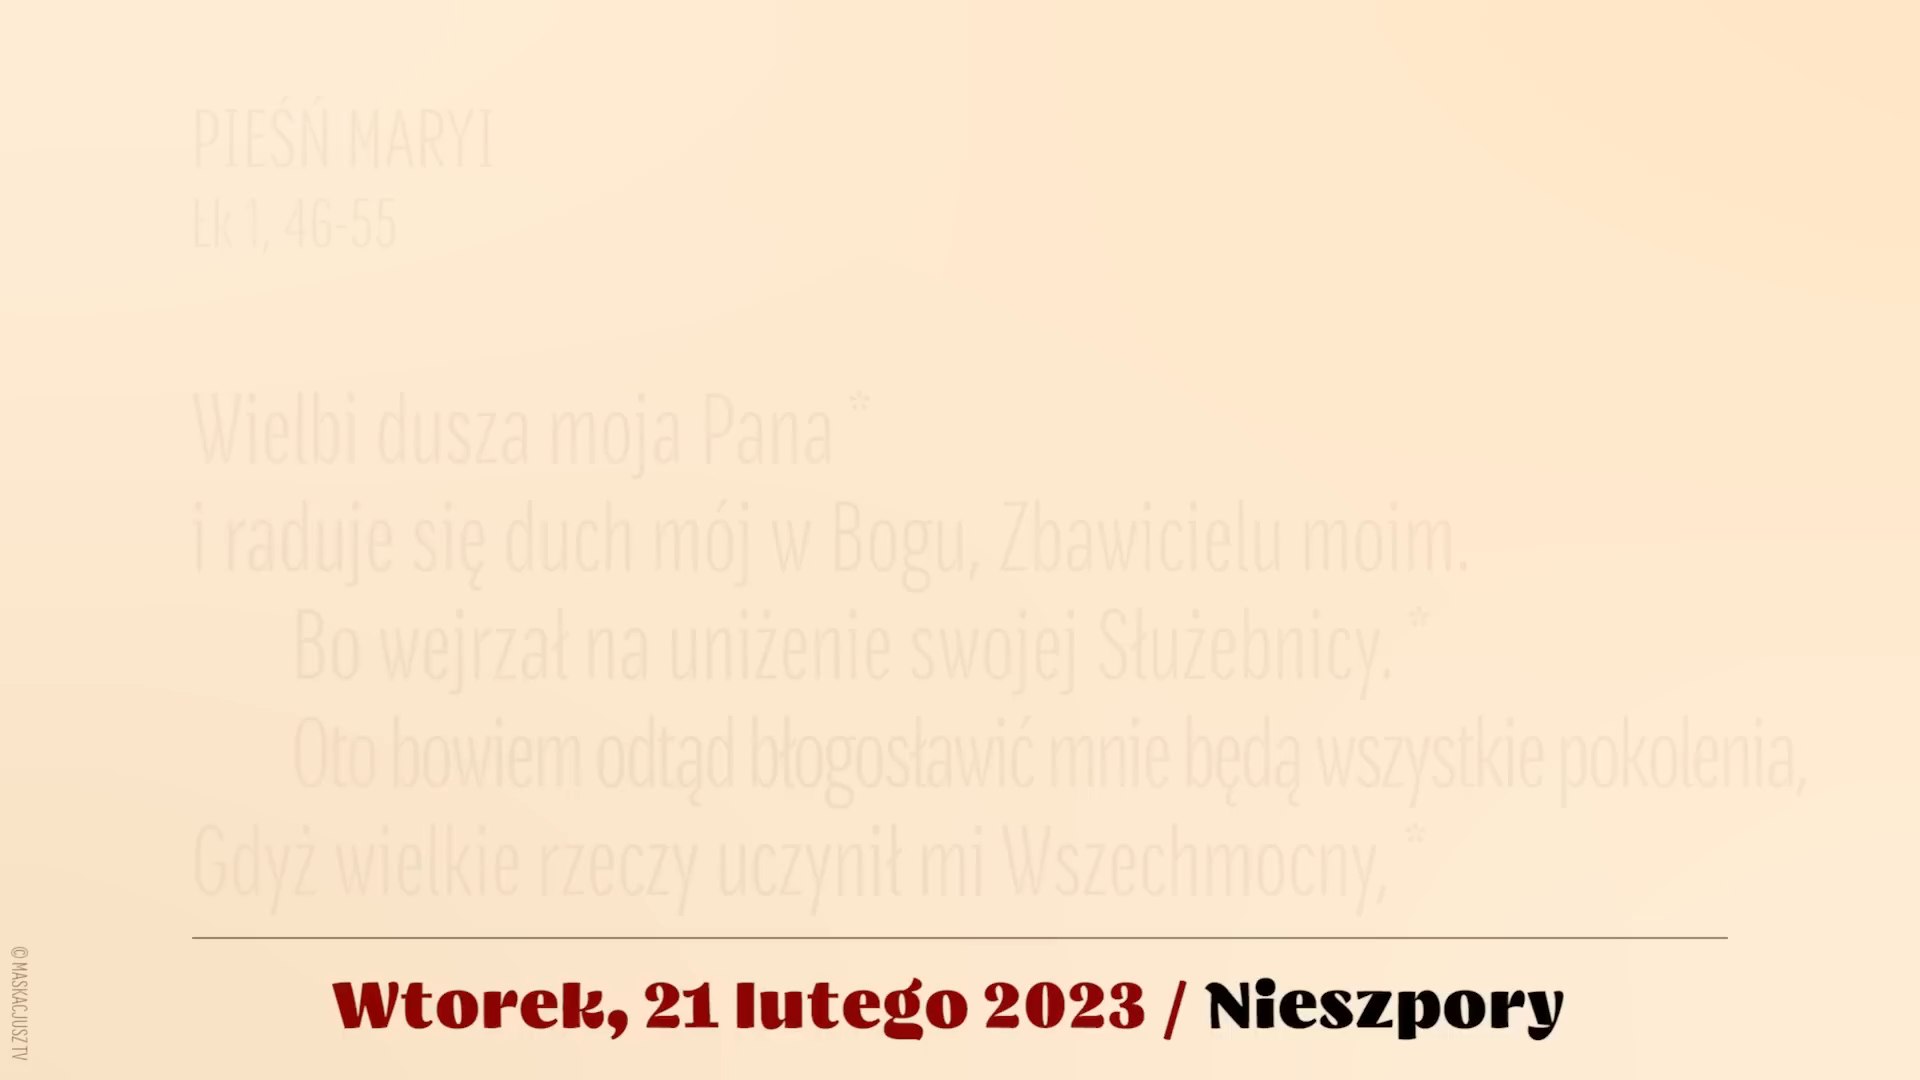 PIEŚŃ MARYI
Łk 1, 46-55
Wielbi dusza moja Pana *
i raduje się duch mój w Bogu, Zbawicielu moim.
Bo wejrzał na uniżenie swojej Służebnicy. *
Oto bowiem odtąd błogosławić mnie będą wszystkie pokolenia,
Gdyż wielkie rzeczy uczynił mi Wszechmocny, *
Wtorek, 21 lutego 2023 / Nieszpory
© MASKACJUSZ TV